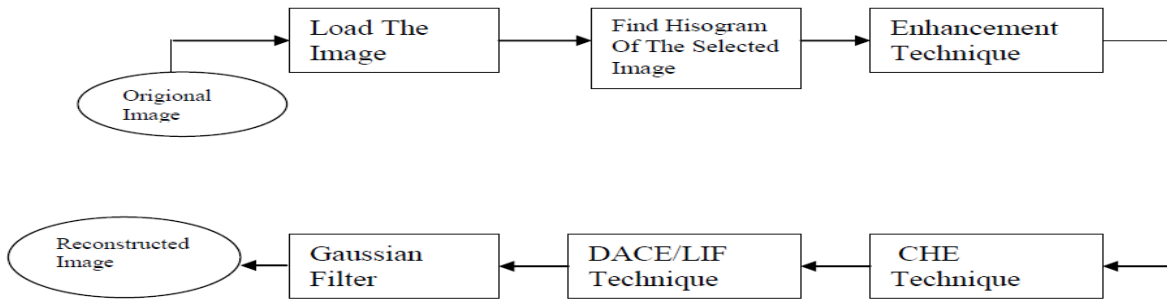 Load The
Image
Find Hisogram
Of The Selected
Image
Enhancement
Technique
Origional
Image
CHE
Technique
DACE/LIF
Technique
Gaussian
Filter
Reconstructed
Image